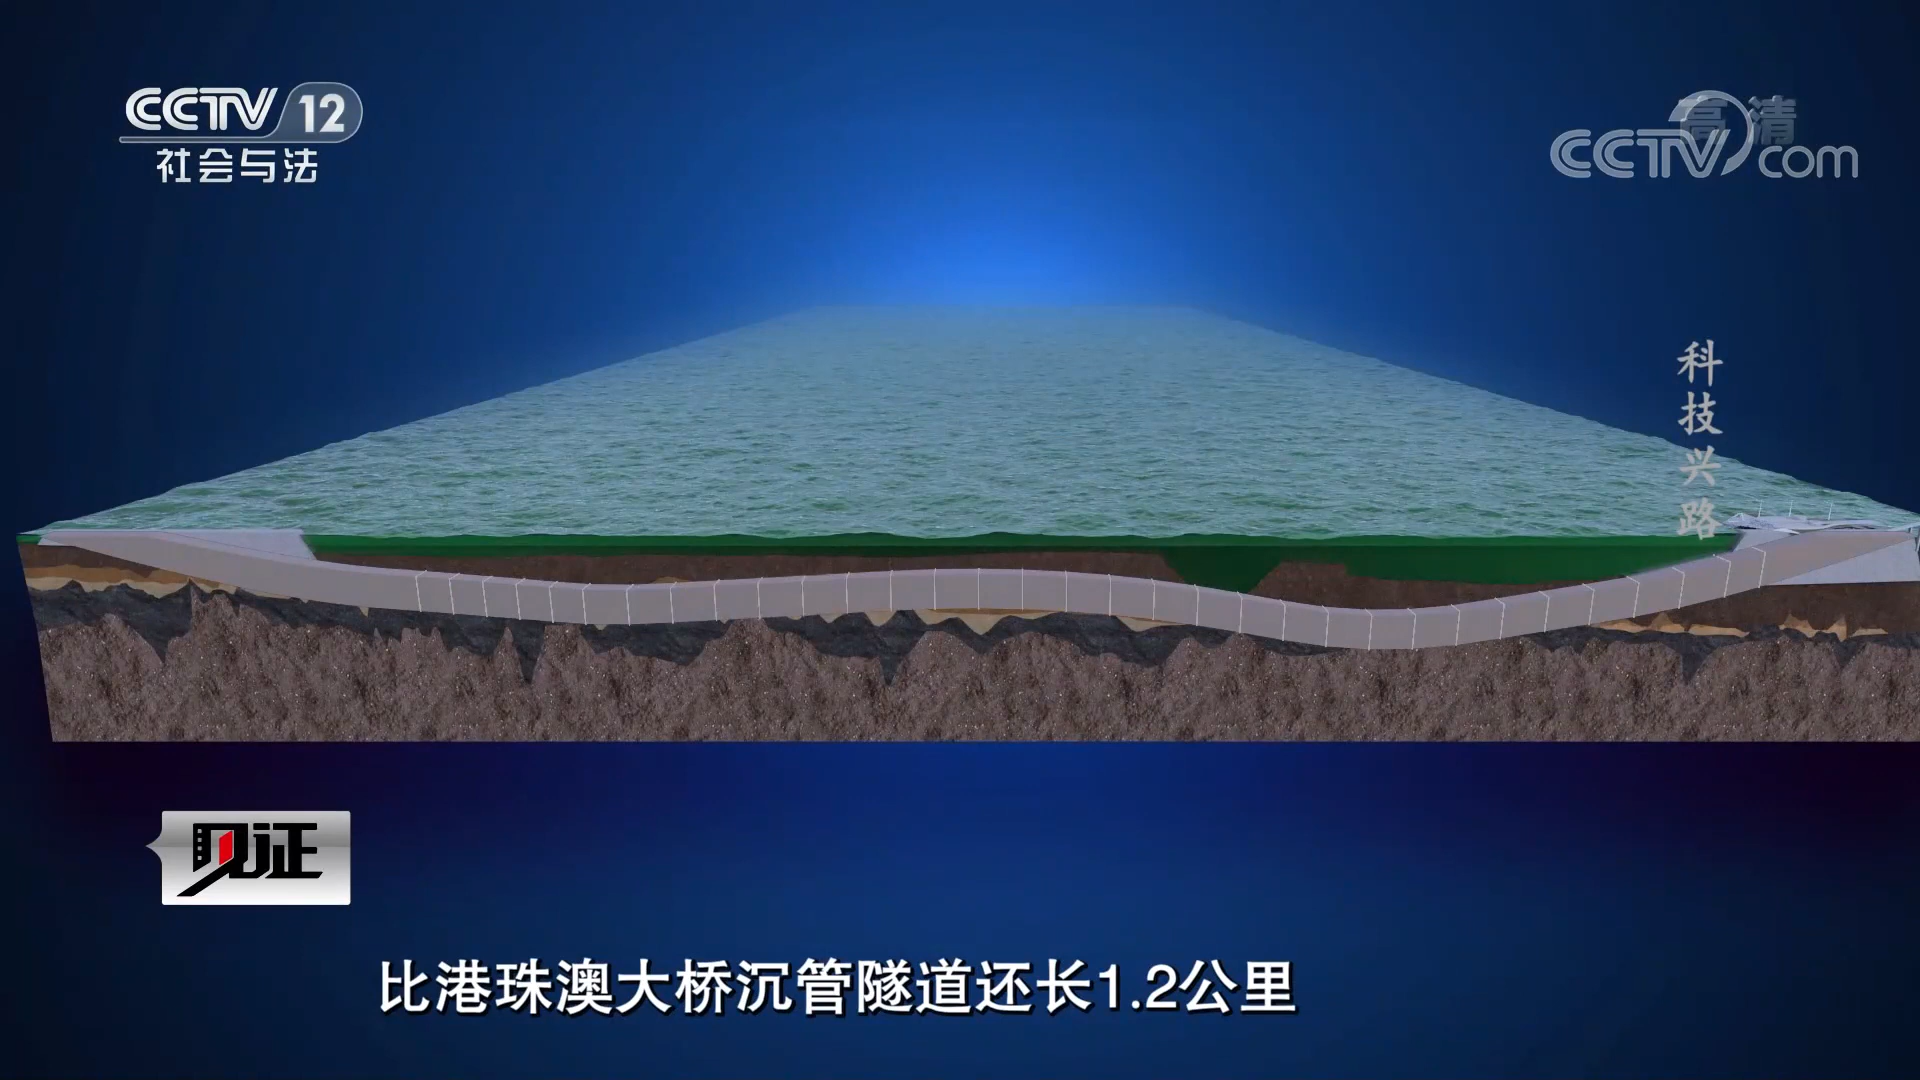 CCTV 12
社会与法
高清
CCTV.com
科技兴路
见证
比港珠澳大桥沉管隧道还长1.2公里